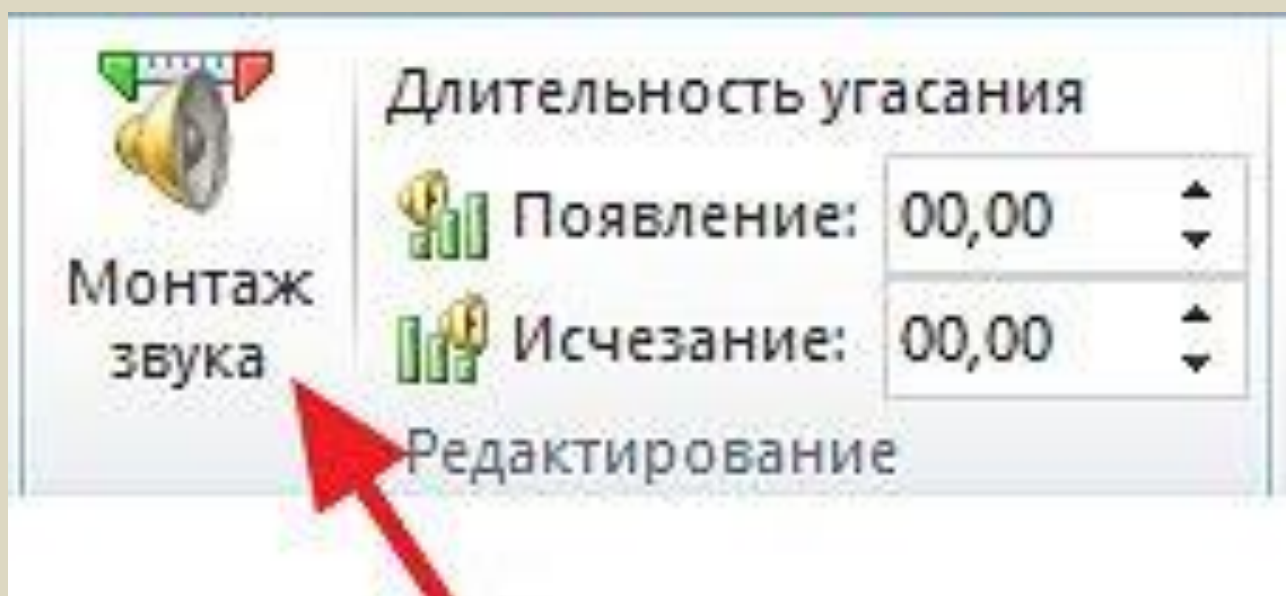 Монтаж
звука
Длительность угасания
Появление: 00,00
Исчезание: 00,00
Редактирование